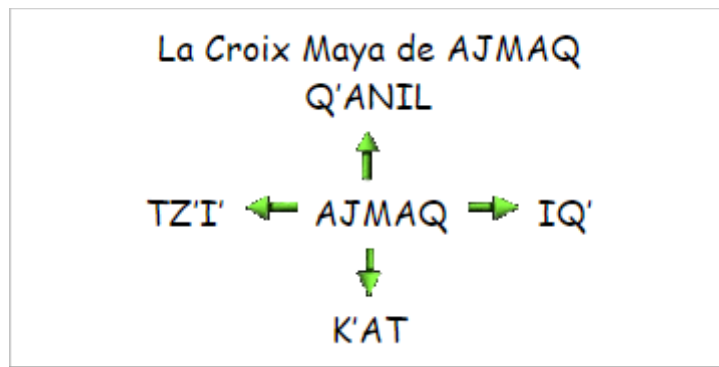 La Croix Maya de AJMAQ
Q'ANIL
TZ'I' AJMAQ IQ'
K'AT